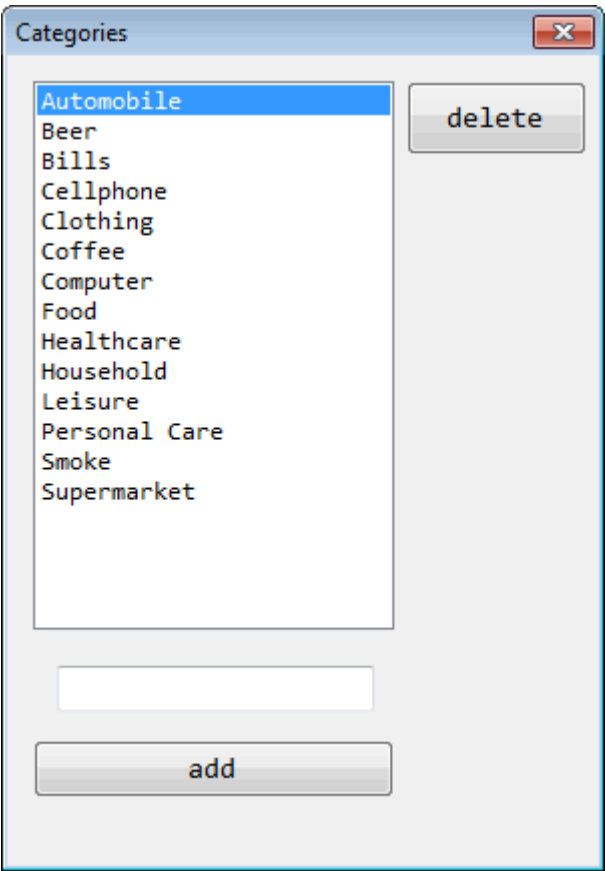 Categories
Automobile
delete
Beer
Bills
Cellphone
Clothing
Coffee
Computer
Food
Healthcare
Household
Leisure
Personal Care
Smoke
Supermarket
add